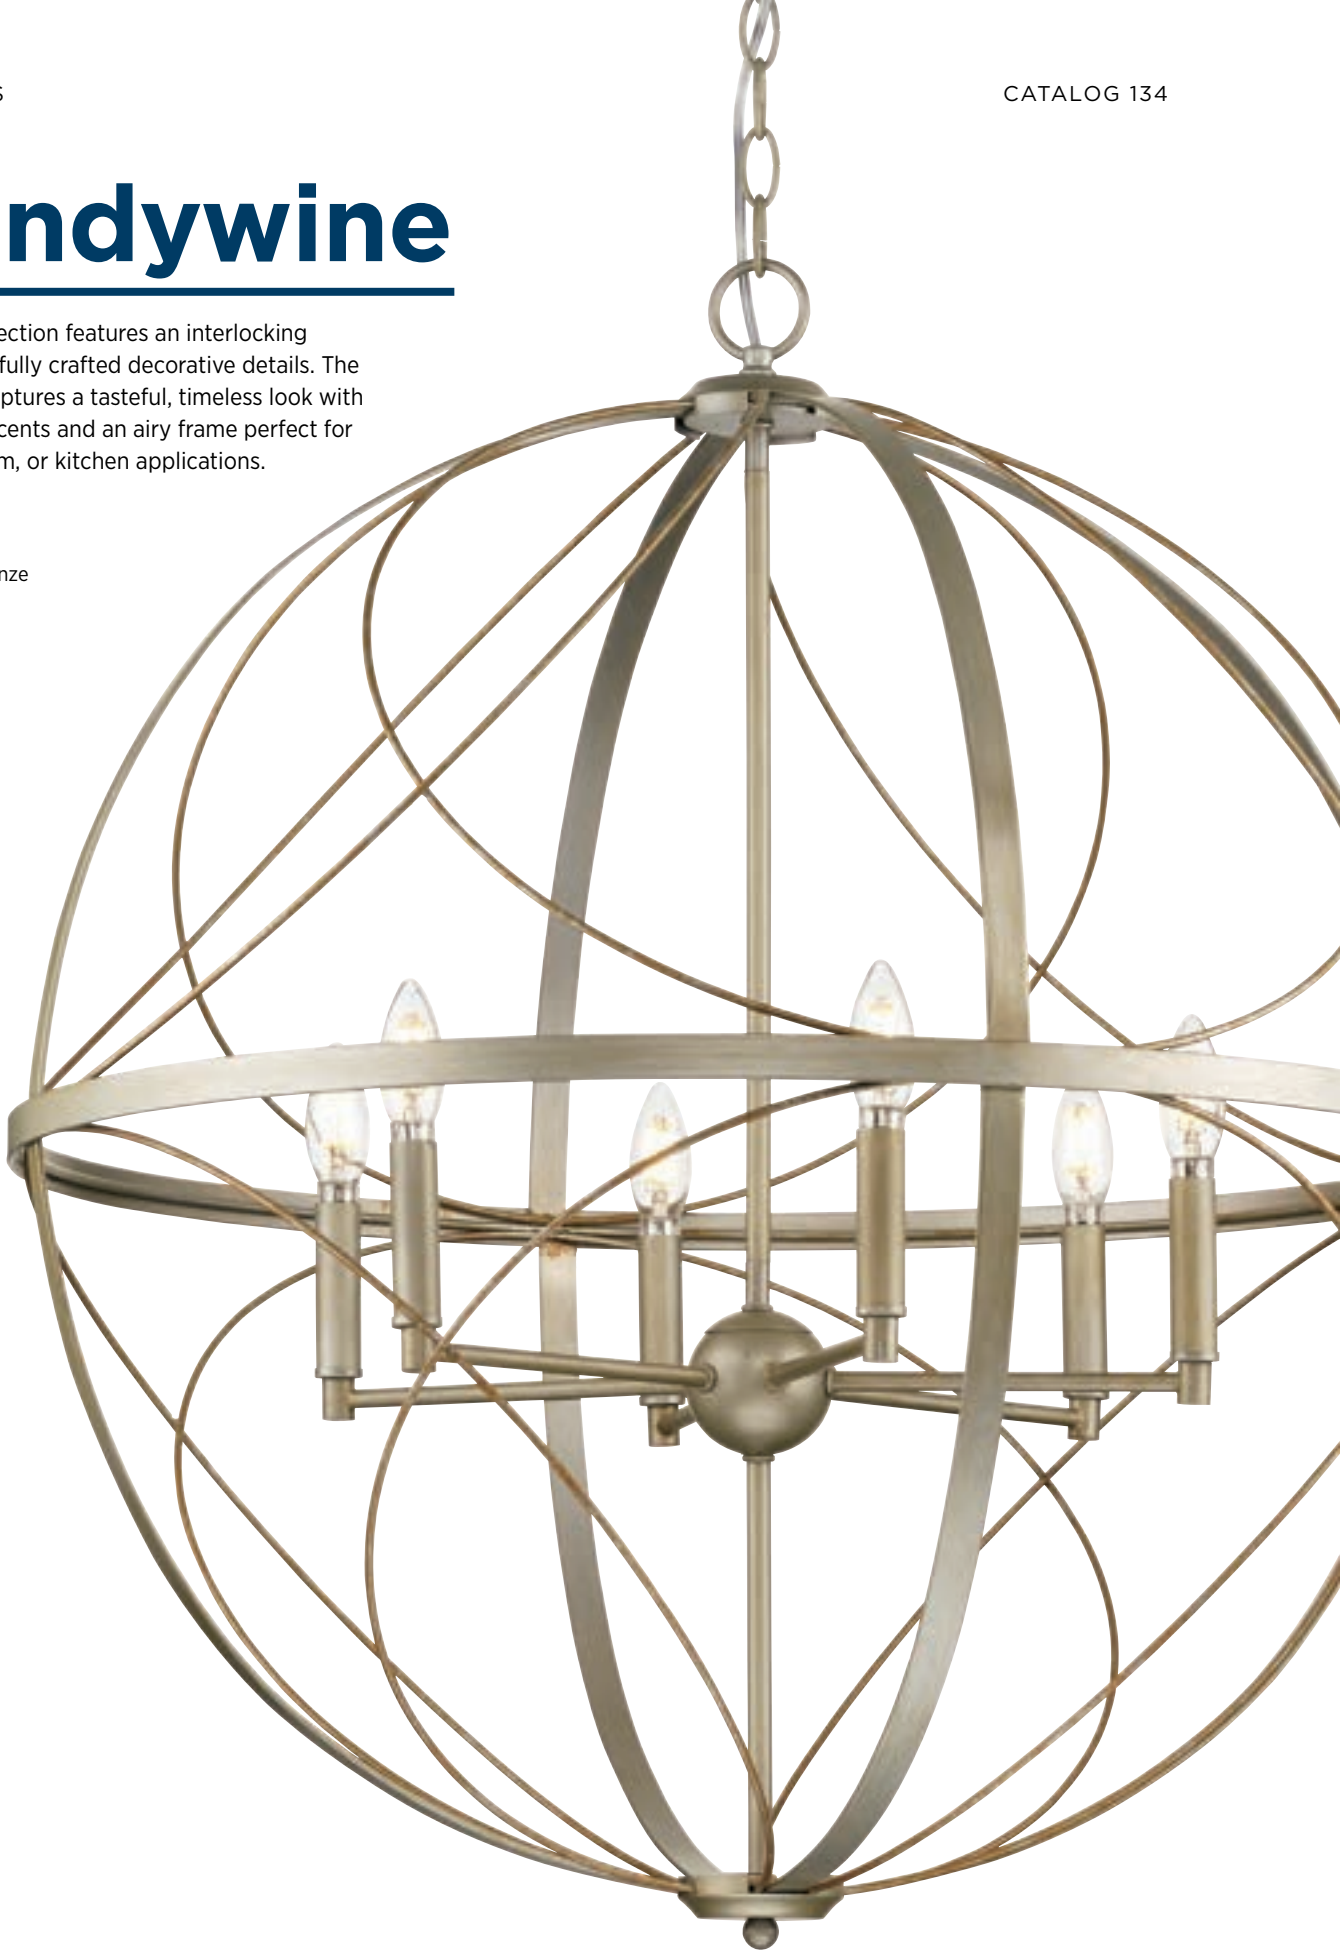 S
CATALOG 134
ndywine
ection features an interlocking
fully crafted decorative details. The
ptures a tasteful, timeless look with
cents and an airy frame perfect for
m, or kitchen applications.
nze